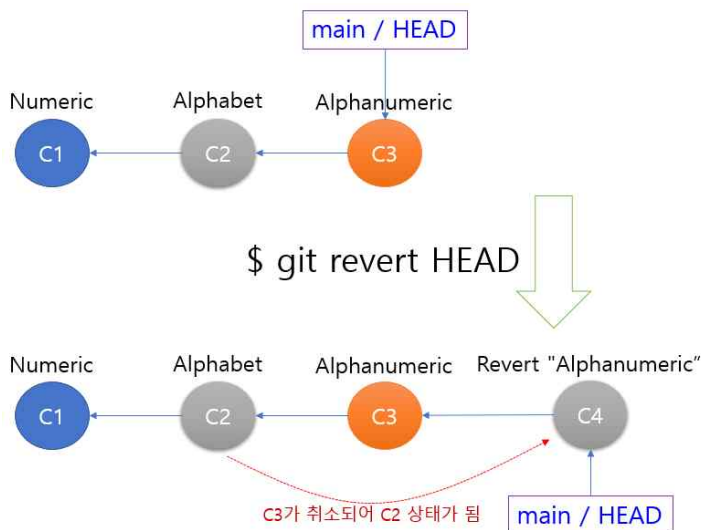 main / HEAD
Numeric Alphabet Alphanumeric
C1 C2 C3
$ git revert HEAD
Numeric Alphabet Alphanumeric Revert "Alphanumeric”
C1 C2 C3 C4
C3가 취소되어 C2 상태가 됨
main / HEAD